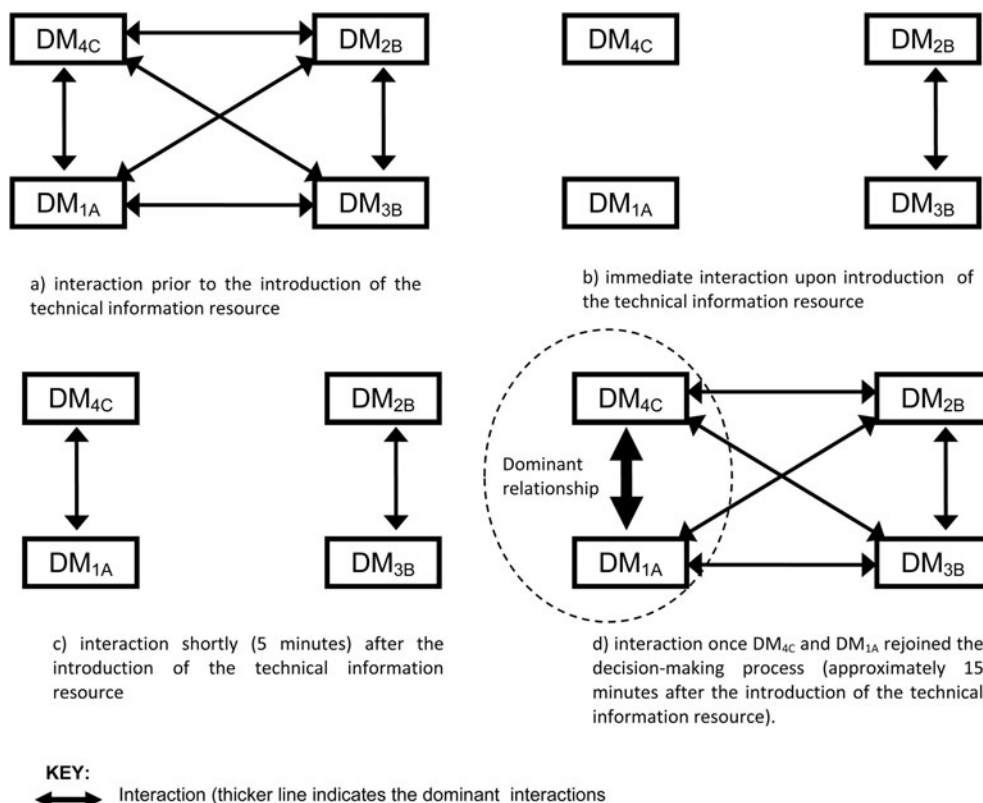 DM4C
DM2B
DM4C
DM2B
DM1A
DM3B
DM1A
DM3B
a) interaction prior to the introduction of the
technical information resource
b) immediate interaction upon introduction of
the technical information resource
DM4C
DM2B
DM4C
DM2B
Dominant
relationship
DM1A
DM3B
DM1A
DM3B
c) interaction shortly (5 minutes) after the
introduction of the technical information
resource
d) interaction once DM4C and DM1A rejoined the
decision-making process (approximately 15
minutes after the introduction of the technical
information resource).
KEY:
Interaction (thicker line indicates the dominant interactions